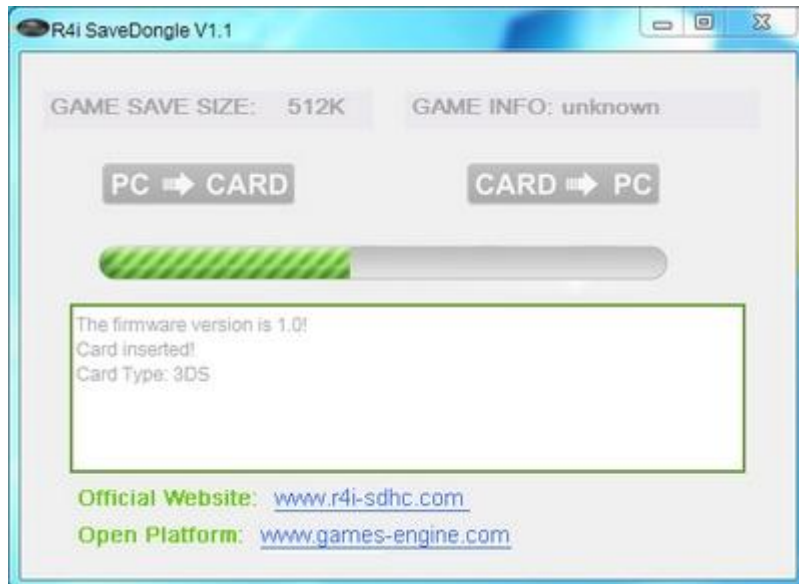 R4i SaveDongle V1.1
GAME SAVE SIZE: 512K GAME INFO: unknown
PC CARD CARD PC
The firmware version is 1.0!
Card inserted!
Card Type: 3DS
Official Website: www.r4i-sdhc.com
Open Platform: www.games-engine.com